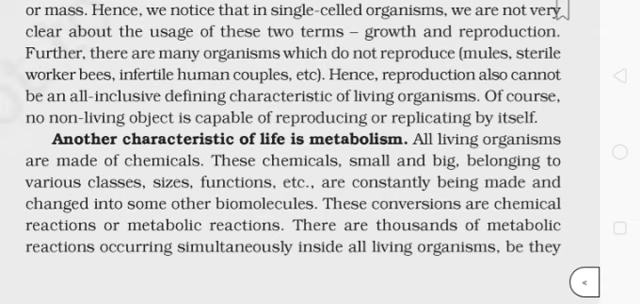 or mass. Hence, we notice that in single-celled organisms, we are not very
clear about the usage of these two terms – growth and reproduction.
Further, there are many organisms which do not reproduce (mules, sterile
worker bees, infertile human couples, etc). Hence, reproduction also cannot
be an all-inclusive defining characteristic of living organisms. Of course,
no non-living object is capable of reproducing or replicating by itself.
Another characteristic of life is metabolism. All living organisms
are made of chemicals. These chemicals, small and big, belonging to
various classes, sizes, functions, etc., are constantly being made and
changed into some other biomolecules. These conversions are chemical
reactions or metabolic reactions. There are thousands of metabolic
reactions occurring simultaneously inside all living organisms, be they